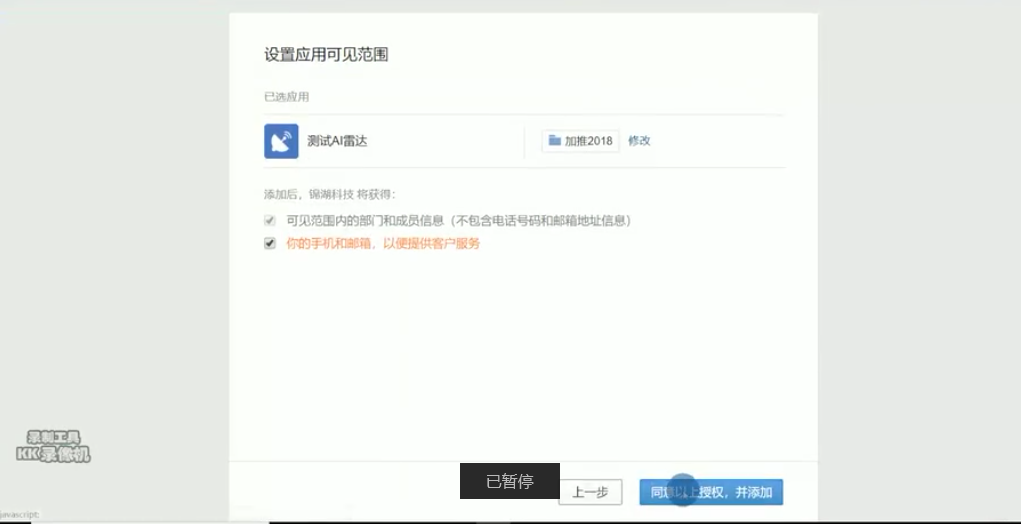 设置应用可见范围
已选应用
测试AI雷达
加推2018 修改
添加后，锦湖科技 将获得：
可见范围内的部门和成员信息（不包含电话号码和邮箱地址信息）
你的手机和邮箱，以便提供客户服务
录制工具
KK录像机
已暂停
上一步
同意以上授权，并添加
javascript: